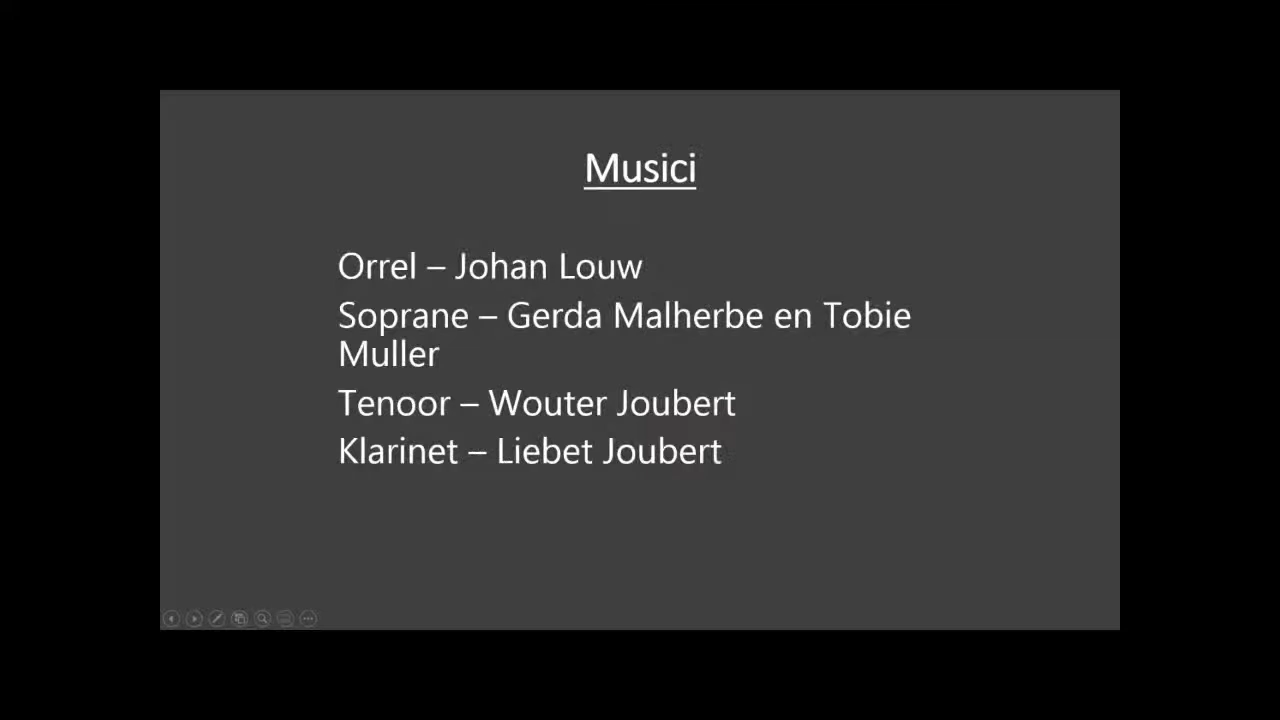 Musici
Orrel – Johan Louw
Soprane – Gerda Malherbe en Tobie
Muller
Tenoor – Wouter Joubert
Klarinet – Liebet Joubert